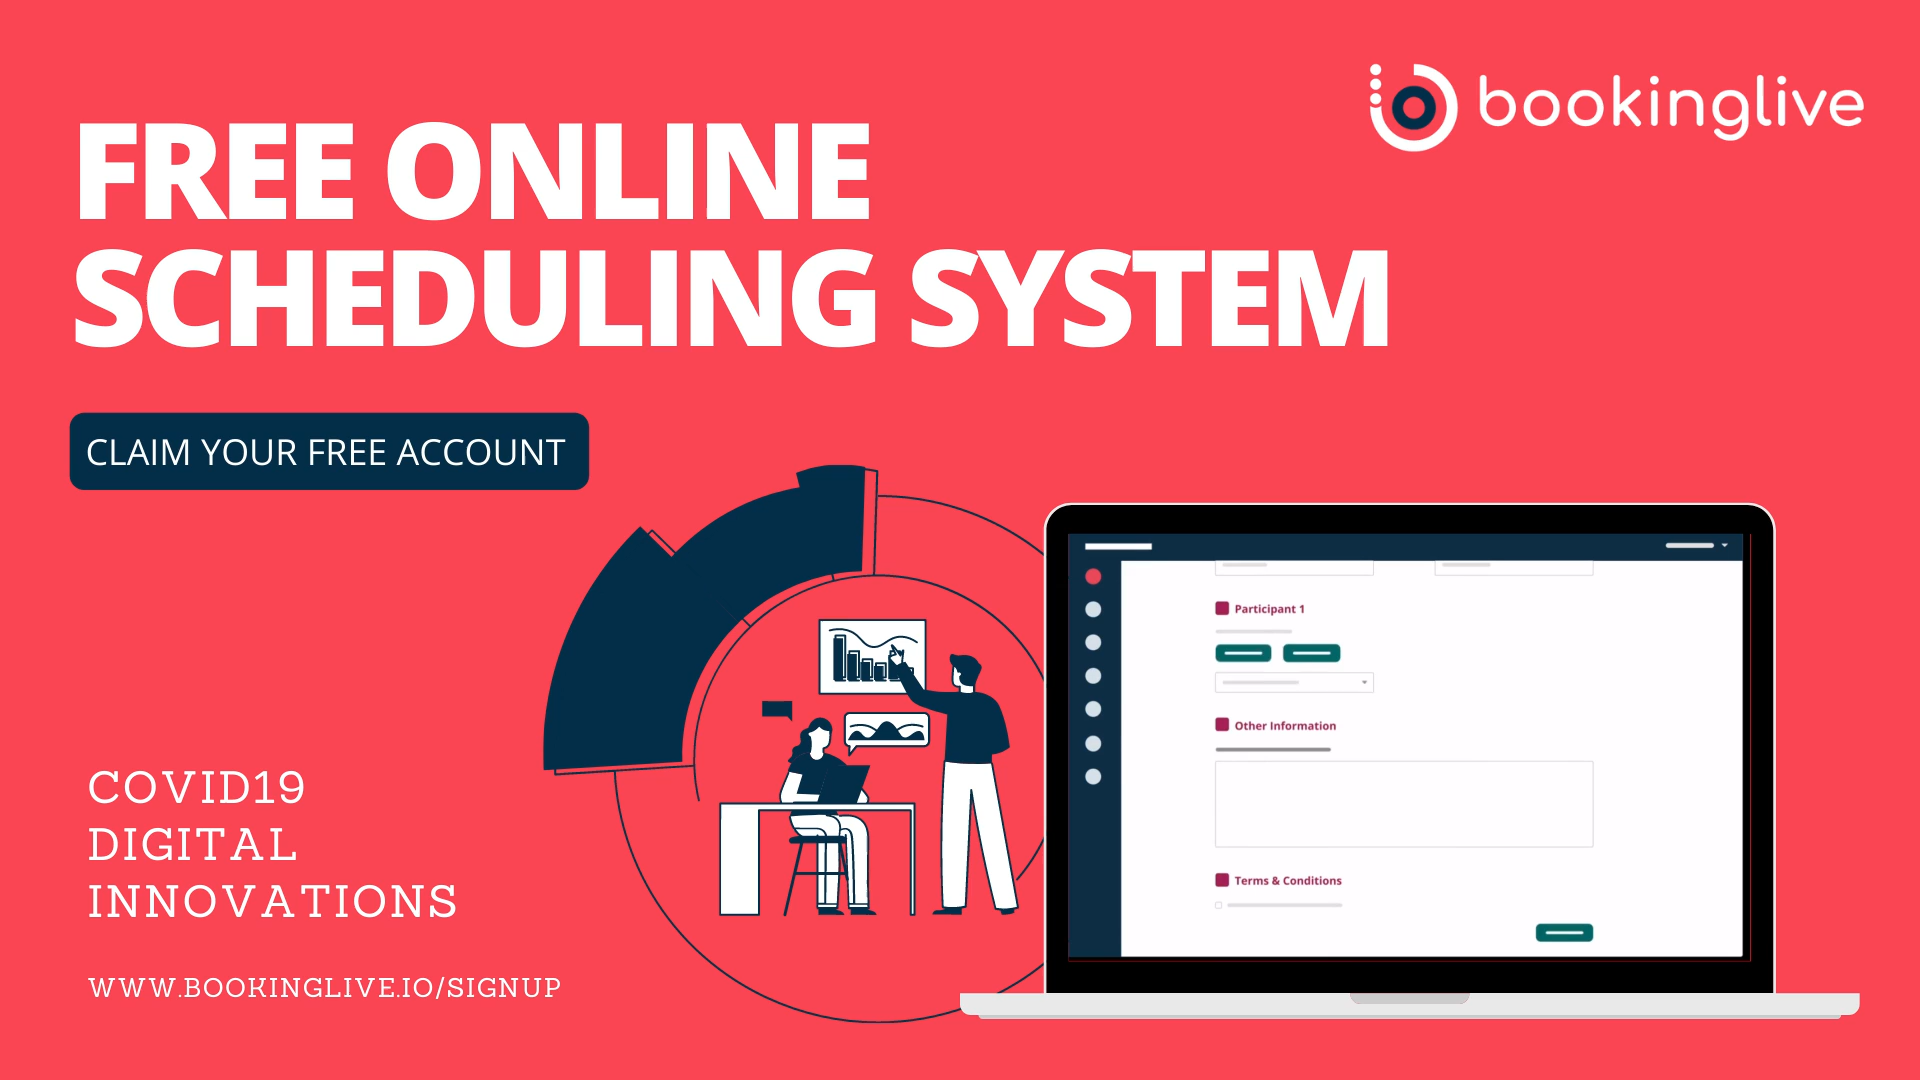 bookinglive
FREE ONLINE
SCHEDULING SYSTEM
CLAIM YOUR FREE ACCOUNT
Participant 1
Other Information
Terms & Conditions
COVID19
DIGITAL
INNOVATIONS
WWW.BOOKINGLIVE.IO/SIGNUP